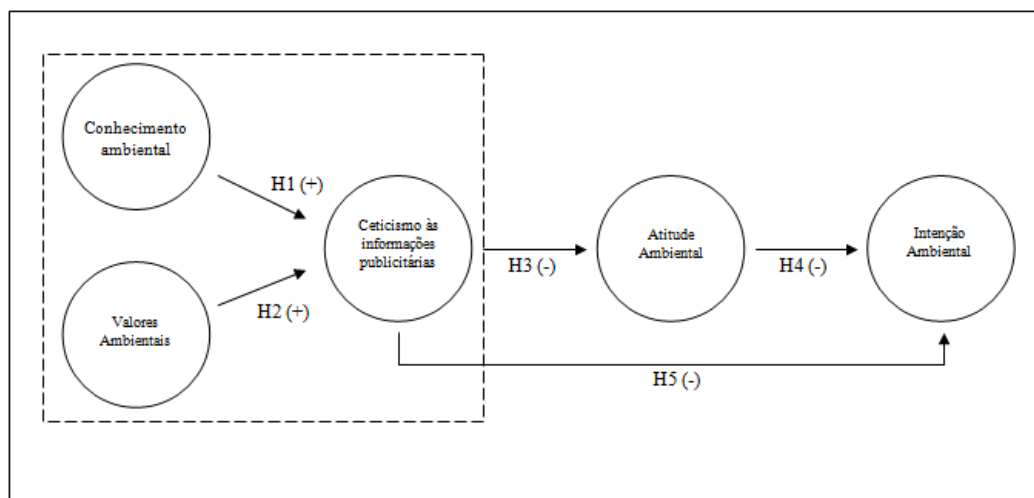 Conhecimento
ambiental
H1 (+)
Ceticismo às
informações
publicitárias
Atitude
Ambiental
Intenção
Ambiental
H3 (-)
H4 (-)
H2 (+)
Valores
Ambientais
H5 (-)